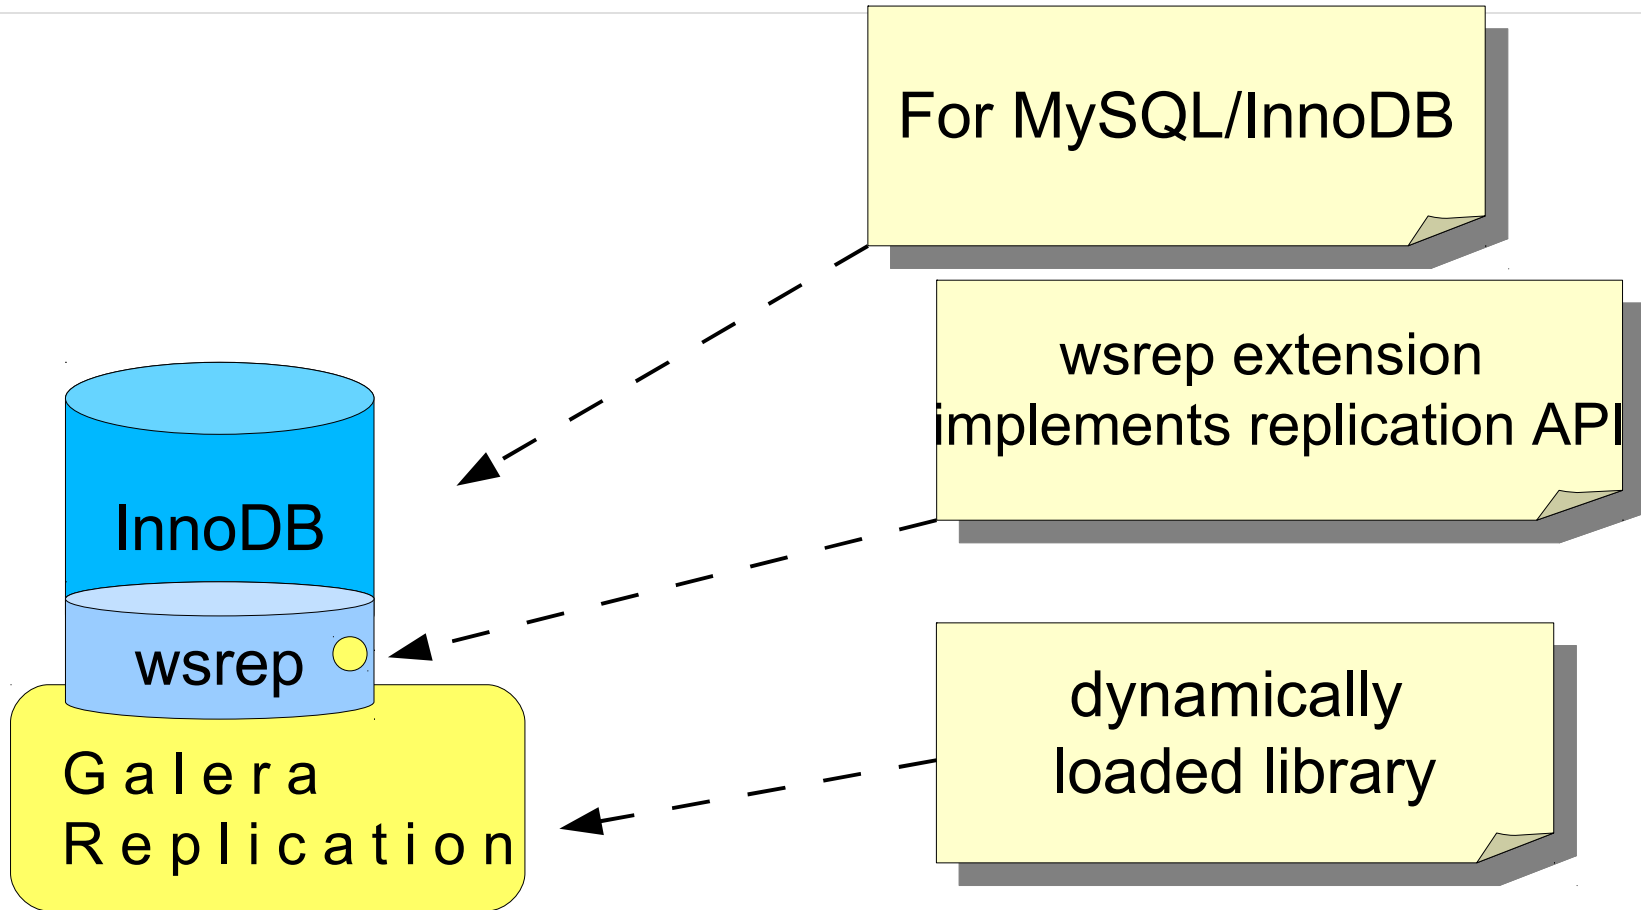 For MySQL/InnoDB
wsrep extension
implements replication API
InnoDB
wsrep
dynamically
loaded library
Galera
Replication